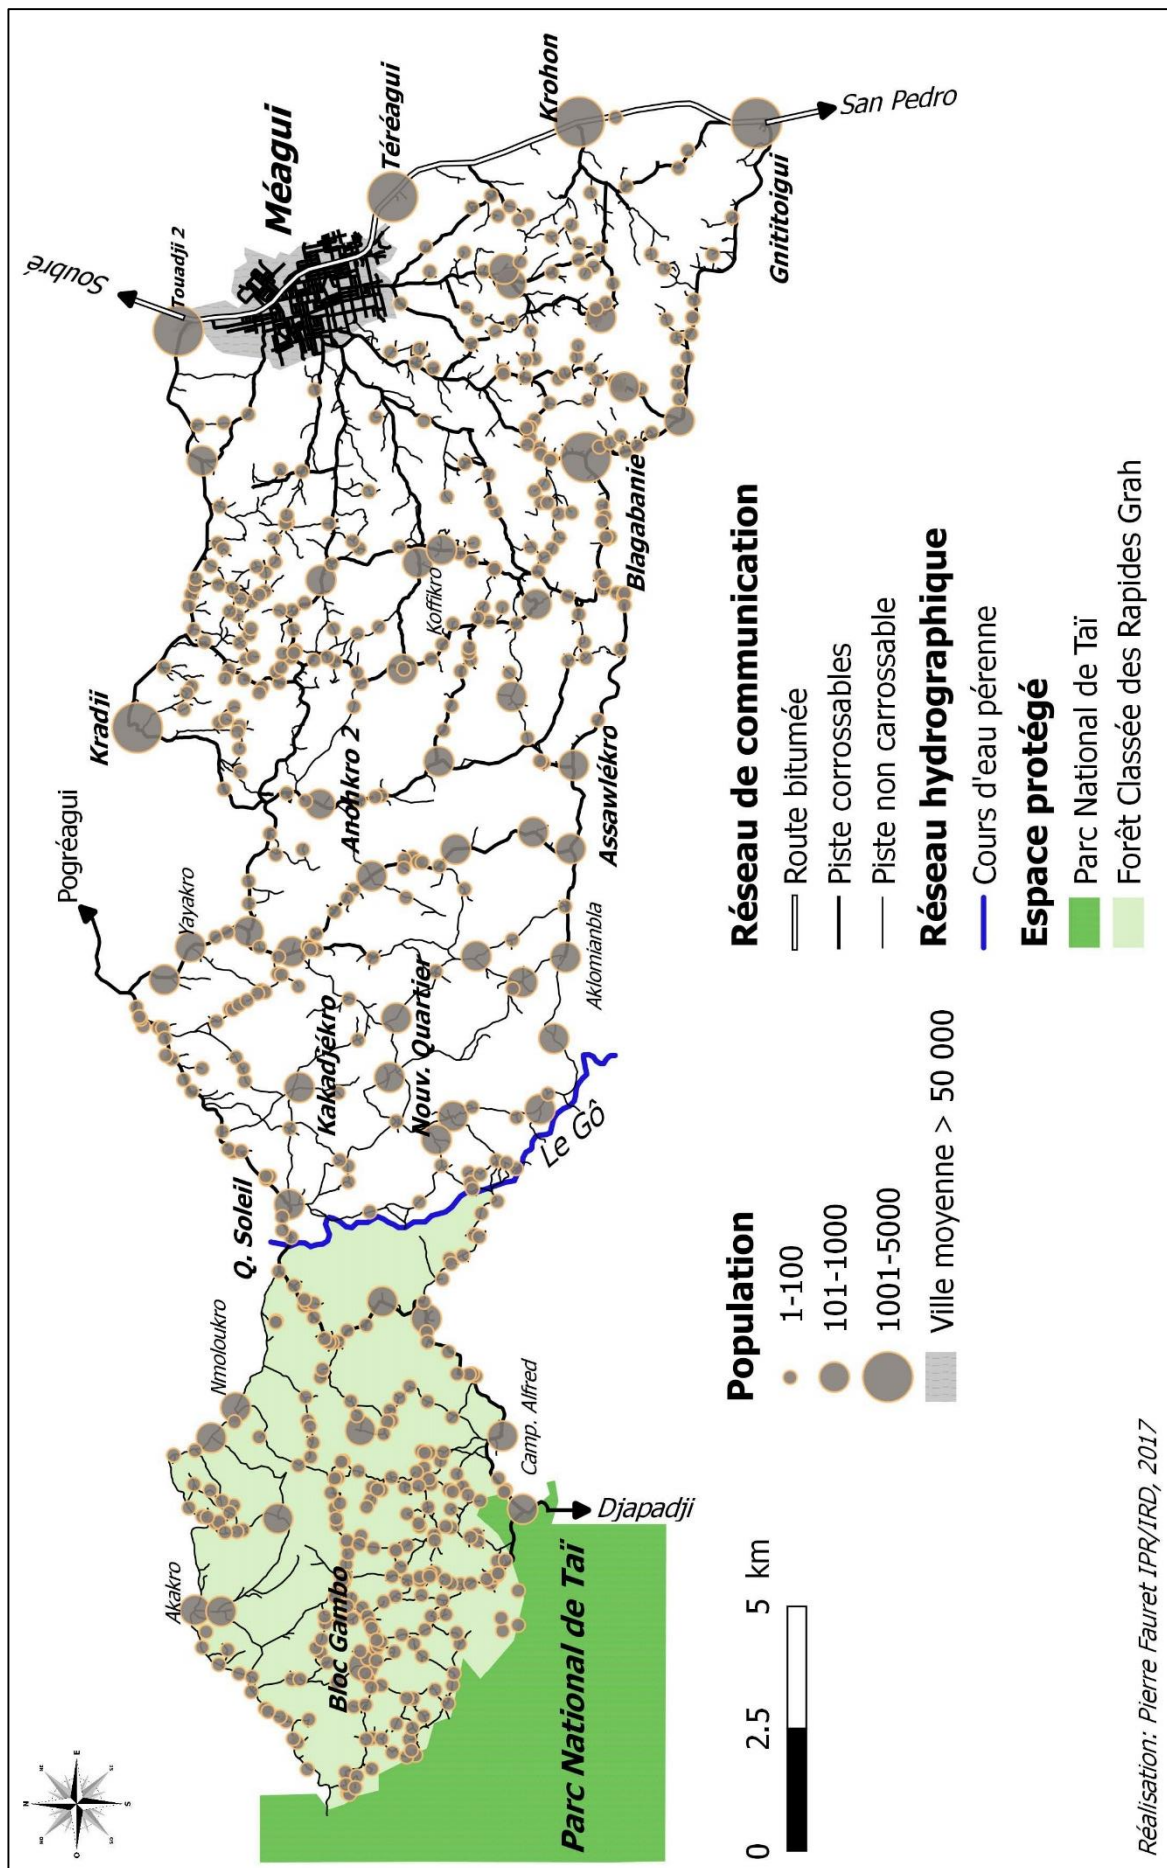 N
E
S
O
Soubré
Touadji 2
Méagui
Téréagui
Krohon
San Pedro
Gnititoigui
Kradji
Pogréagui
Yayakro
Anohkro 2
Koffikro
Blagabanie
Assawlékro
Aklomianbla
Kakadjékro
Nouv. Quartier
Q. Soleil
Le Gô
Nmoloukro
Akakro
Bloc Gambo
Camp. Alfred
Djapadji
Parc National de Taï
0 2.5 5 km
Population
1-100
101-1000
1001-5000
Ville moyenne > 50 000
Réseau de communication
Route bitumée
Piste corrossables
Piste non carrossable
Réseau hydrographique
Cours d'eau pérenne
Espace protégé
Parc National de Taï
Forêt Classée des Rapides Grah
Réalisation: Pierre Fauret IPR/IRD, 2017